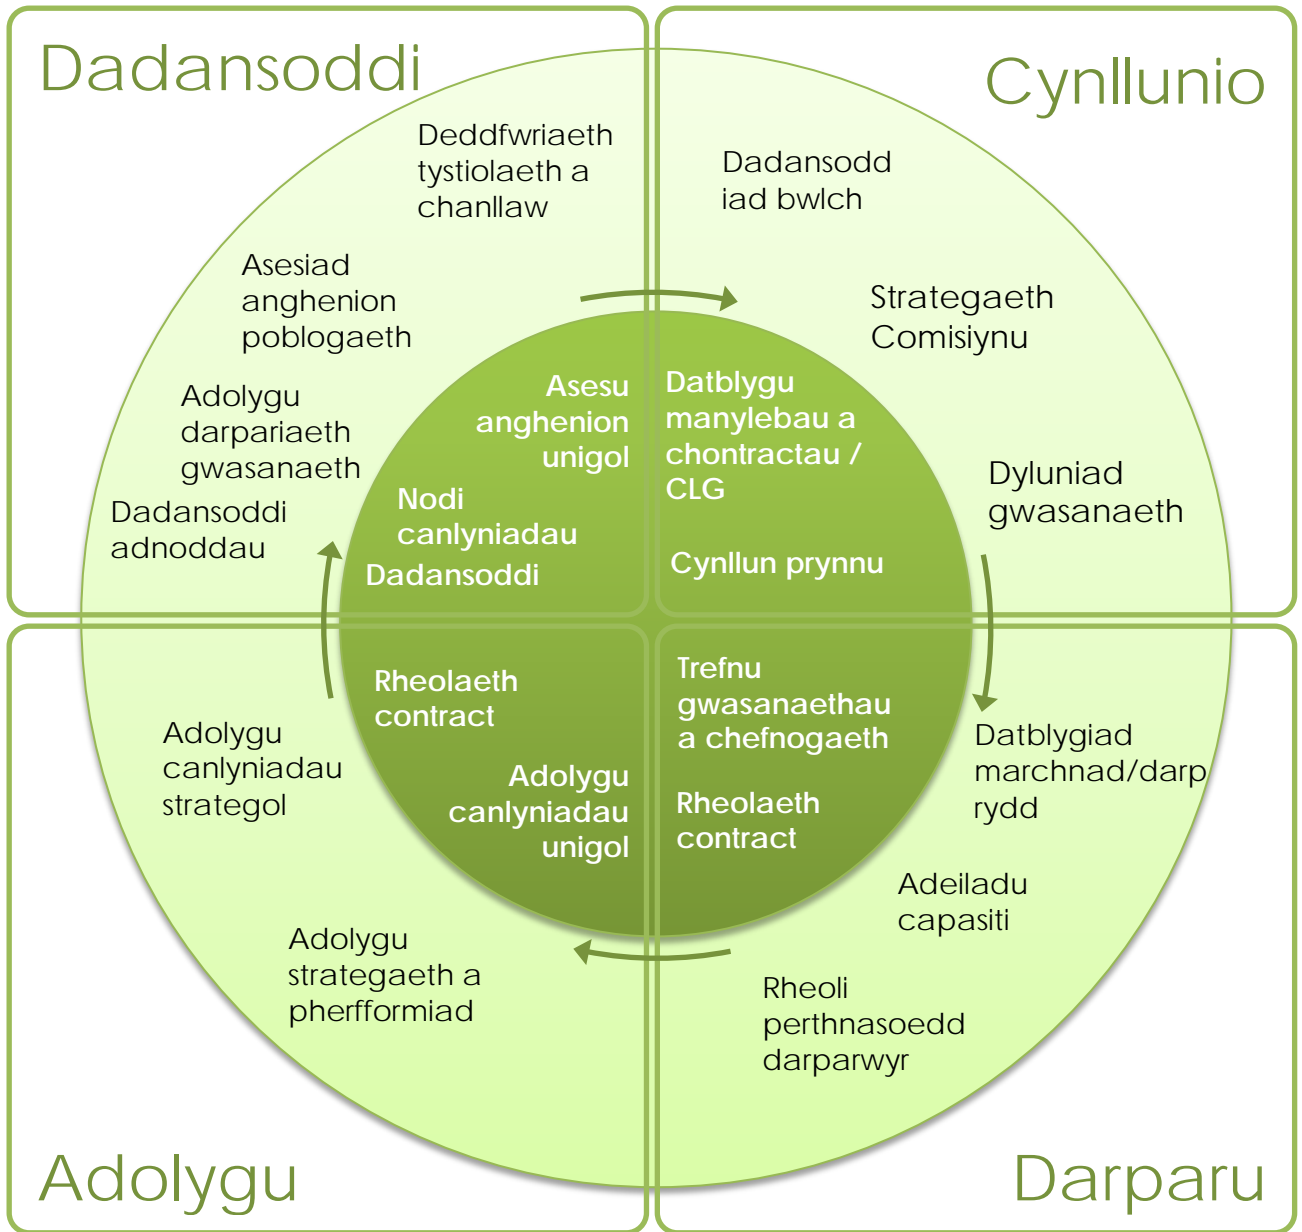 Dadansoddi
Cynllunio
Deddfwriaeth
tystiolaeth a
chanllaw
Asesiad
anghenion
poblogaeth
Adolygu
darpariaeth
gwasanaeth
Dadansoddi
adnoddau
Dadansodd
iad bwlch
Strategaeth
Comisiynu
Dyluniad
gwasanaeth
Asesu
anghenion
unigol
Nodi
canlyniadau
Dadansoddi
Datblygu
manylebau a
chontractau /
CLG
Cynllun prynnu
Rheolaeth
contract
Adolygu
canlyniadau
unigol
Trefnu
gwasanaethau
a chefnogaeth
Rheolaeth
contract
Adolygu
canlyniadau
strategol
Adolygu
strategaeth a
pherfformiad
Datblygiad
marchnad/darp
rydd
Adeiladu
capasiti
Rheoli
perthnasoedd
darparwyr
Adolygu
Darparu